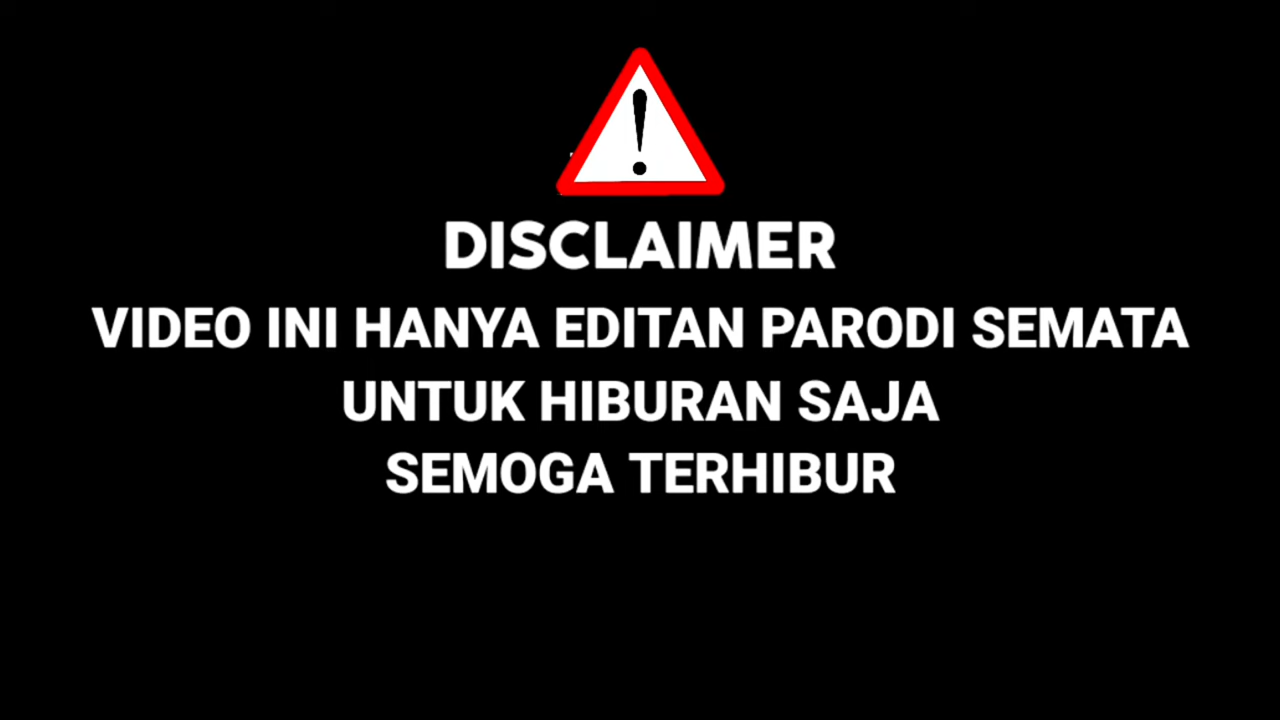 DISCLAIMER
VIDEO INI HANYA EDITAN PARODI SEMATA
UNTUK HIBURAN SAJA
SEMOGA TERHIBUR